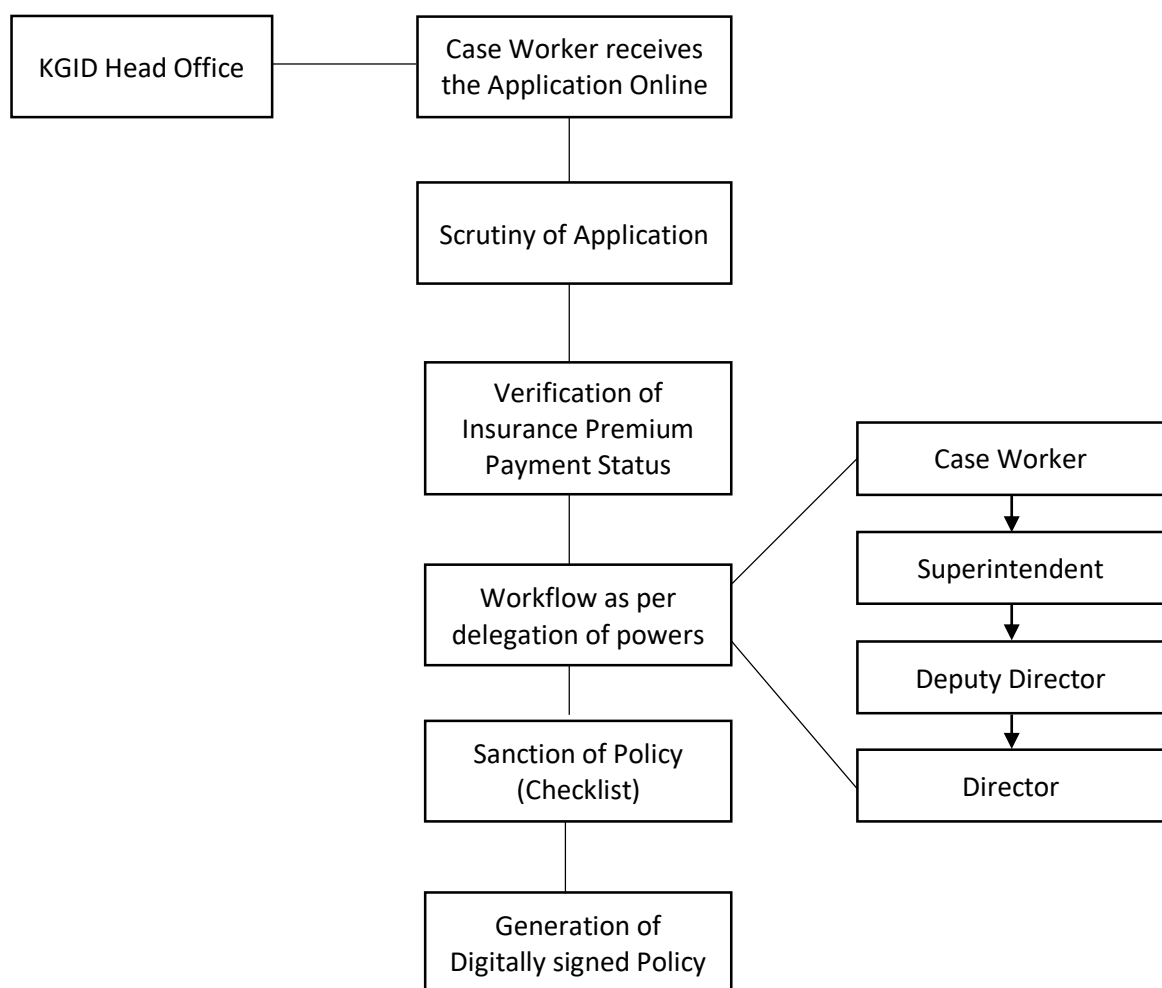 KGID Head Office
Case Worker receives
the Application Online
Scrutiny of Application
Verification of
Insurance Premium
Payment Status
Workflow as per
delegation of powers
Case Worker
Superintendent
Deputy Director
Director
Sanction of Policy
(Checklist)
Generation of
Digitally signed Policy